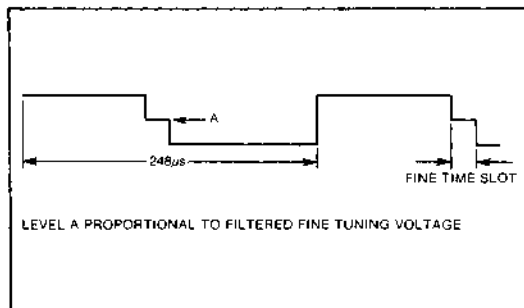 A
248µs
FINE TIME SLOT
LEVEL A PROPORTIONAL TO FILTERED FINE TUNING VOLTAGE